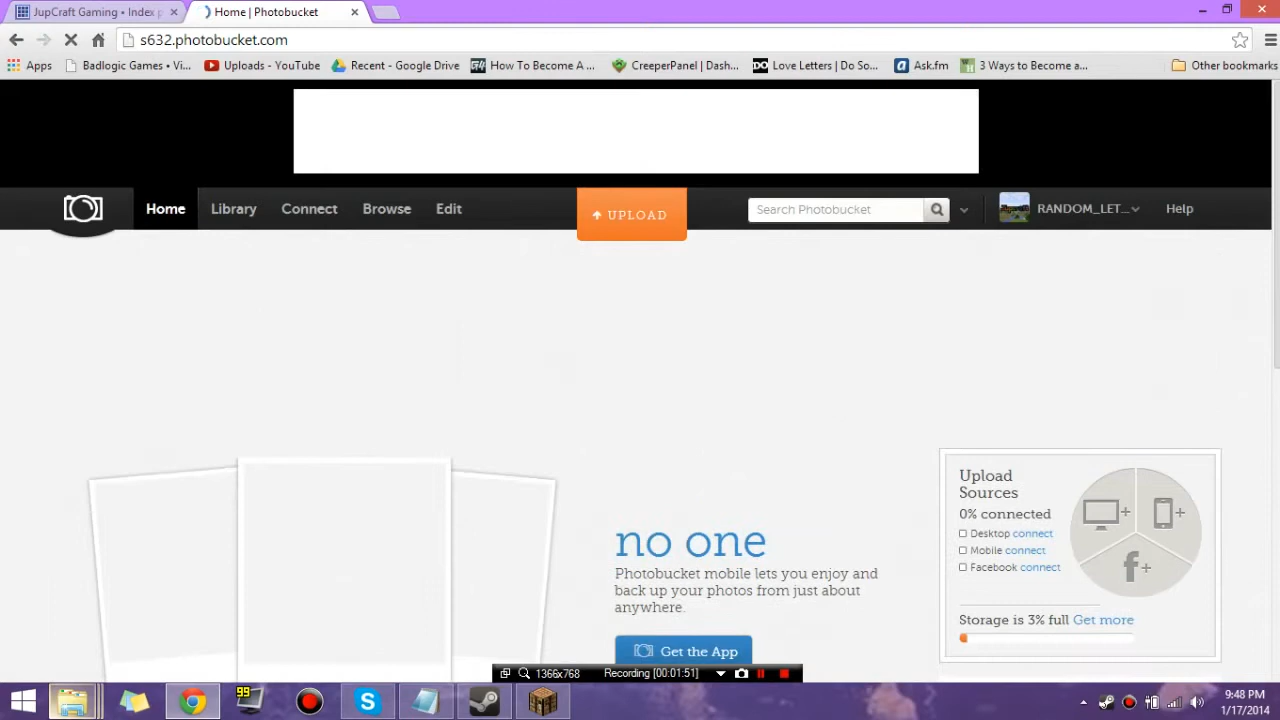 JupCraft Gaming • Index p
Home | Photobucket
s632.photobucket.com
Apps
Badlogic Games • Vi...
Uploads - YouTube
Recent - Google Drive
How To Become A ...
CreeperPanel | Dash...
Love Letters | Do So...
Ask.fm
3 Ways to Become a...
Other bookmarks
Home
Library
Connect
Browse
Edit
UPLOAD
Search Photobucket
RANDOM_LET...
Help
no one
Photobucket mobile lets you enjoy and
back up your photos from just about
anywhere.
Get the App
Upload
Sources
0% connected
Desktop connect
Mobile connect
Facebook connect
Storage is 3% full Get more
1366x768
Recording [00:01:51]
99
9:48 PM
1/17/2014